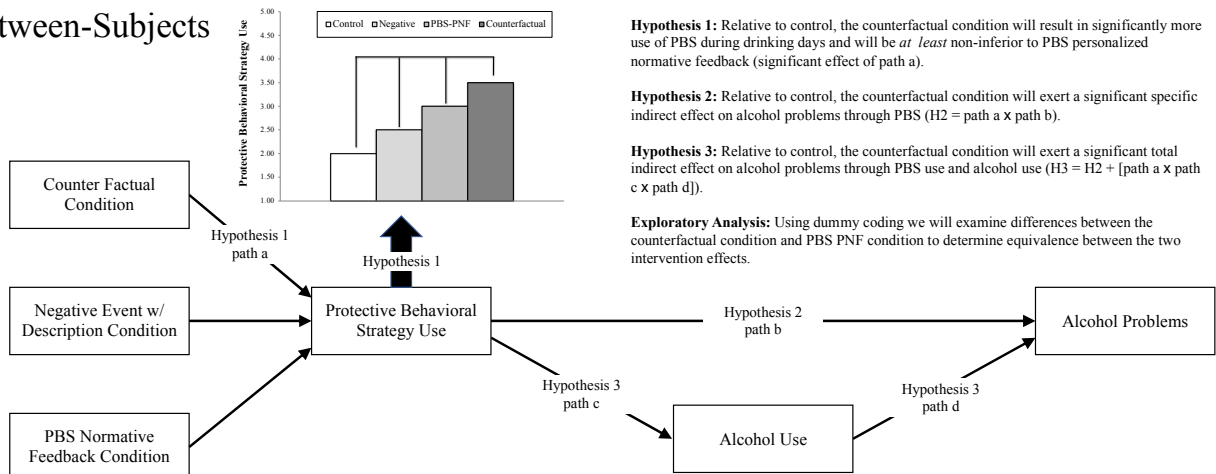 tween-Subjects
Protective Behavioral Strategy Use
5.00
4.50
4.00
3.50
3.00
2.50
2.00
1.50
1.00
Control Negative PBS-PNF Counterfactual
Hypothesis 1: Relative to control, the counterfactual condition will result in significantly more
use of PBS during drinking days and will be at least non-inferior to PBS personalized
normative feedback (significant effect of path a).
Hypothesis 2: Relative to control, the counterfactual condition will exert a significant specific
indirect effect on alcohol problems through PBS (H2 = path a x path b).
Hypothesis 3: Relative to control, the counterfactual condition will exert a significant total
indirect effect on alcohol problems through PBS use and alcohol use (H3 = H2 + [path a x path
c x path d]).
Exploratory Analysis: Using dummy coding we will examine differences between the
counterfactual condition and PBS PNF condition to determine equivalence between the two
intervention effects.
Counter Factual
Condition
Hypothesis 1
path a
Hypothesis 1
Negative Event w/
Description Condition
Protective Behavioral
Strategy Use
Hypothesis 2
path b
Alcohol Problems
Hypothesis 3
path c
Hypothesis 3
path d
PBS Normative
Feedback Condition
Alcohol Use